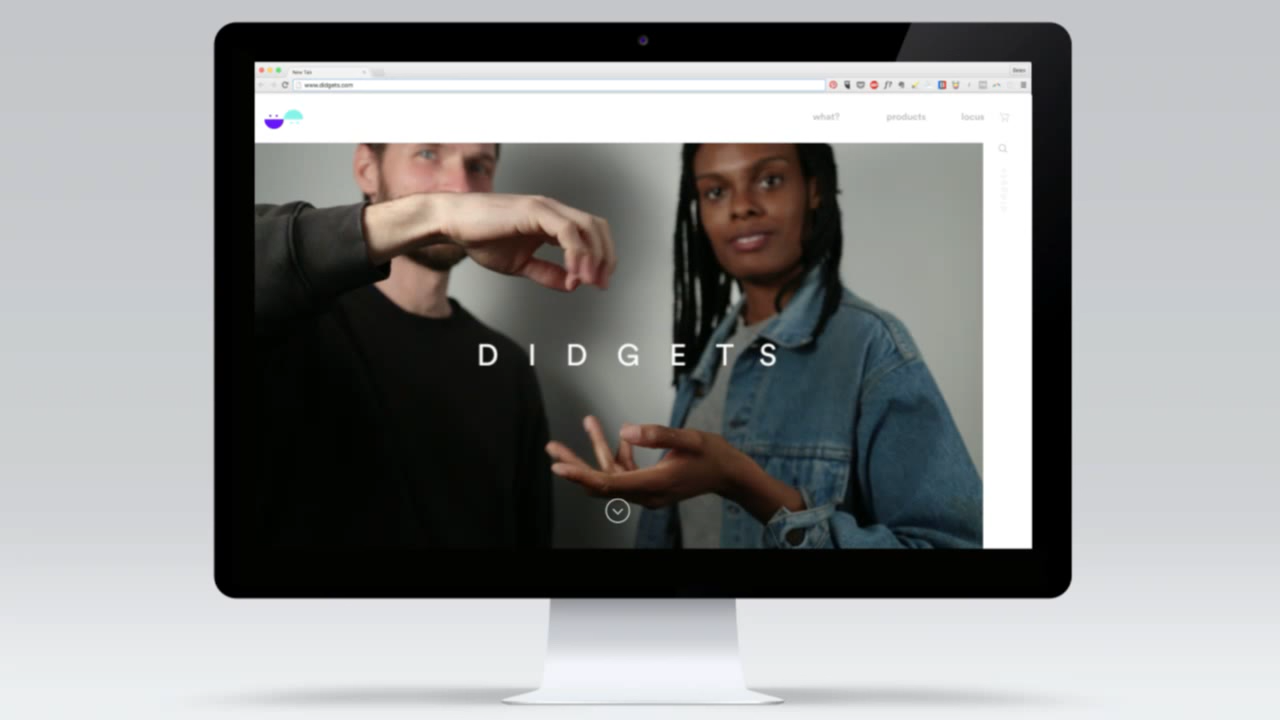 New Tab
www.didgets.com
what? products locus
didgets
D I D G E T S